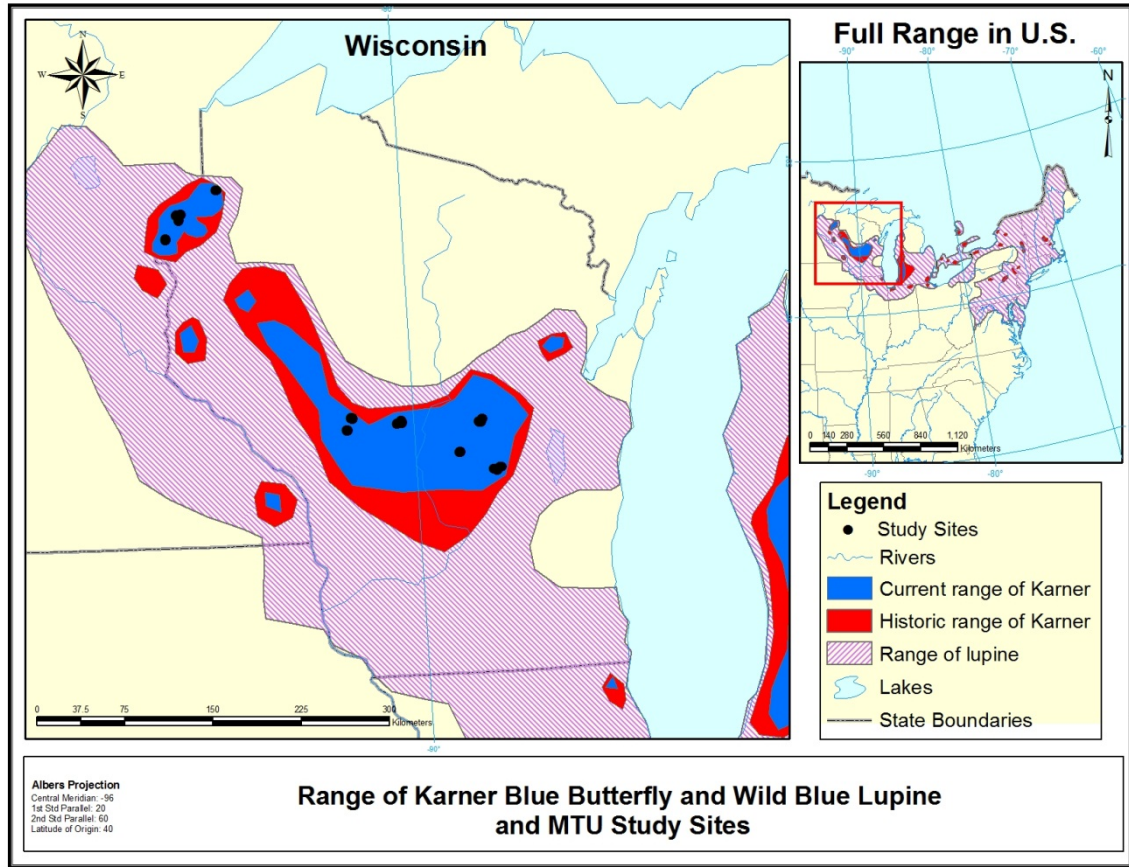 Wisconsin
N
W
E
S
-90°
0 37.5 75 150 225 300
Kilometers
-90°
Full Range in U.S.
-90° -80° -70° -60°
N
0 140 280 560 840 1,120
Kilometers
-90° -80°
Legend
Study Sites
Rivers
Current range of Karner
Historic range of Karner
Range of lupine
Lakes
State Boundaries
Albers Projection
Central Meridian: -96
1st Std Parallel: 20
2nd Std Parallel: 60
Latitude of Origin: 40
Range of Karner Blue Butterfly and Wild Blue Lupine
and MTU Study Sites